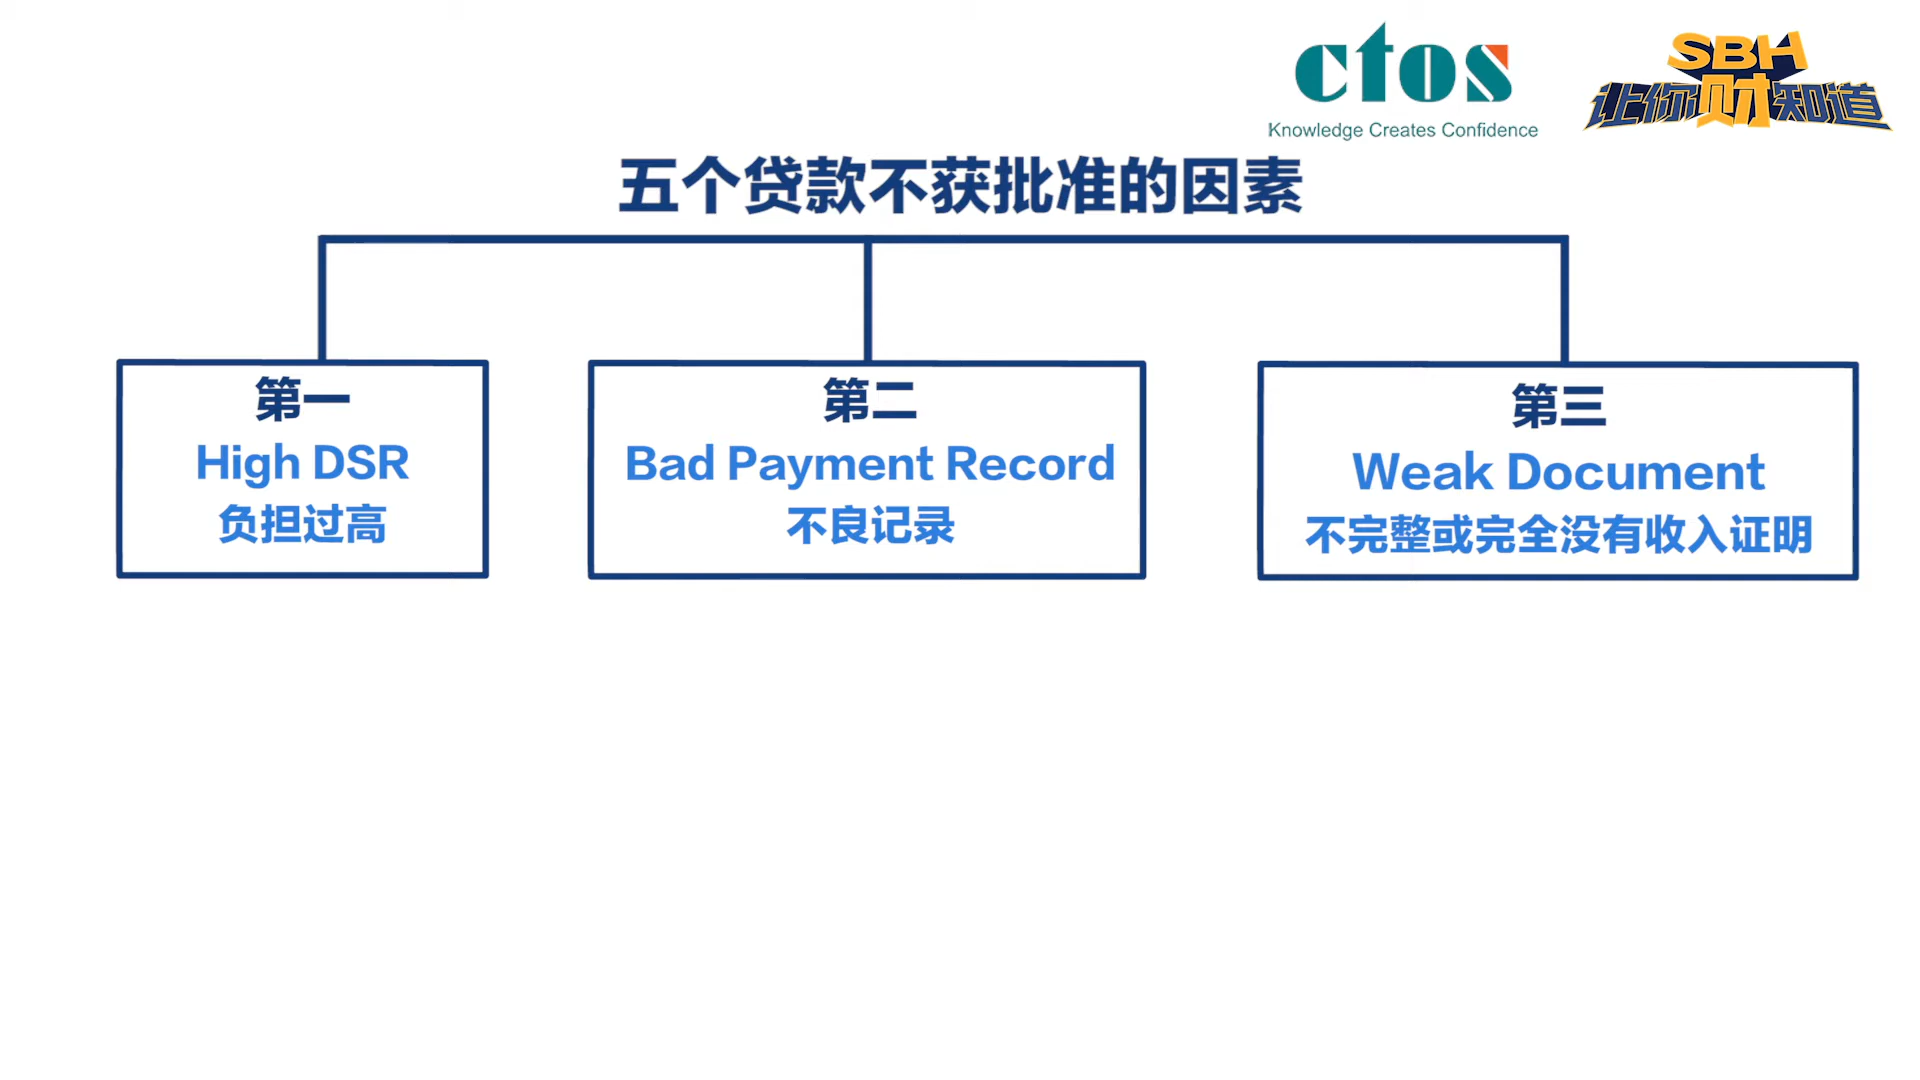 ctos
Knowledge Creates Confidence
SBH
让你财知道
五个贷款不获批准的因素
第一
High DSR
负担过高
第二
Bad Payment Record
不良记录
第三
Weak Document
不完整或完全没有收入证明